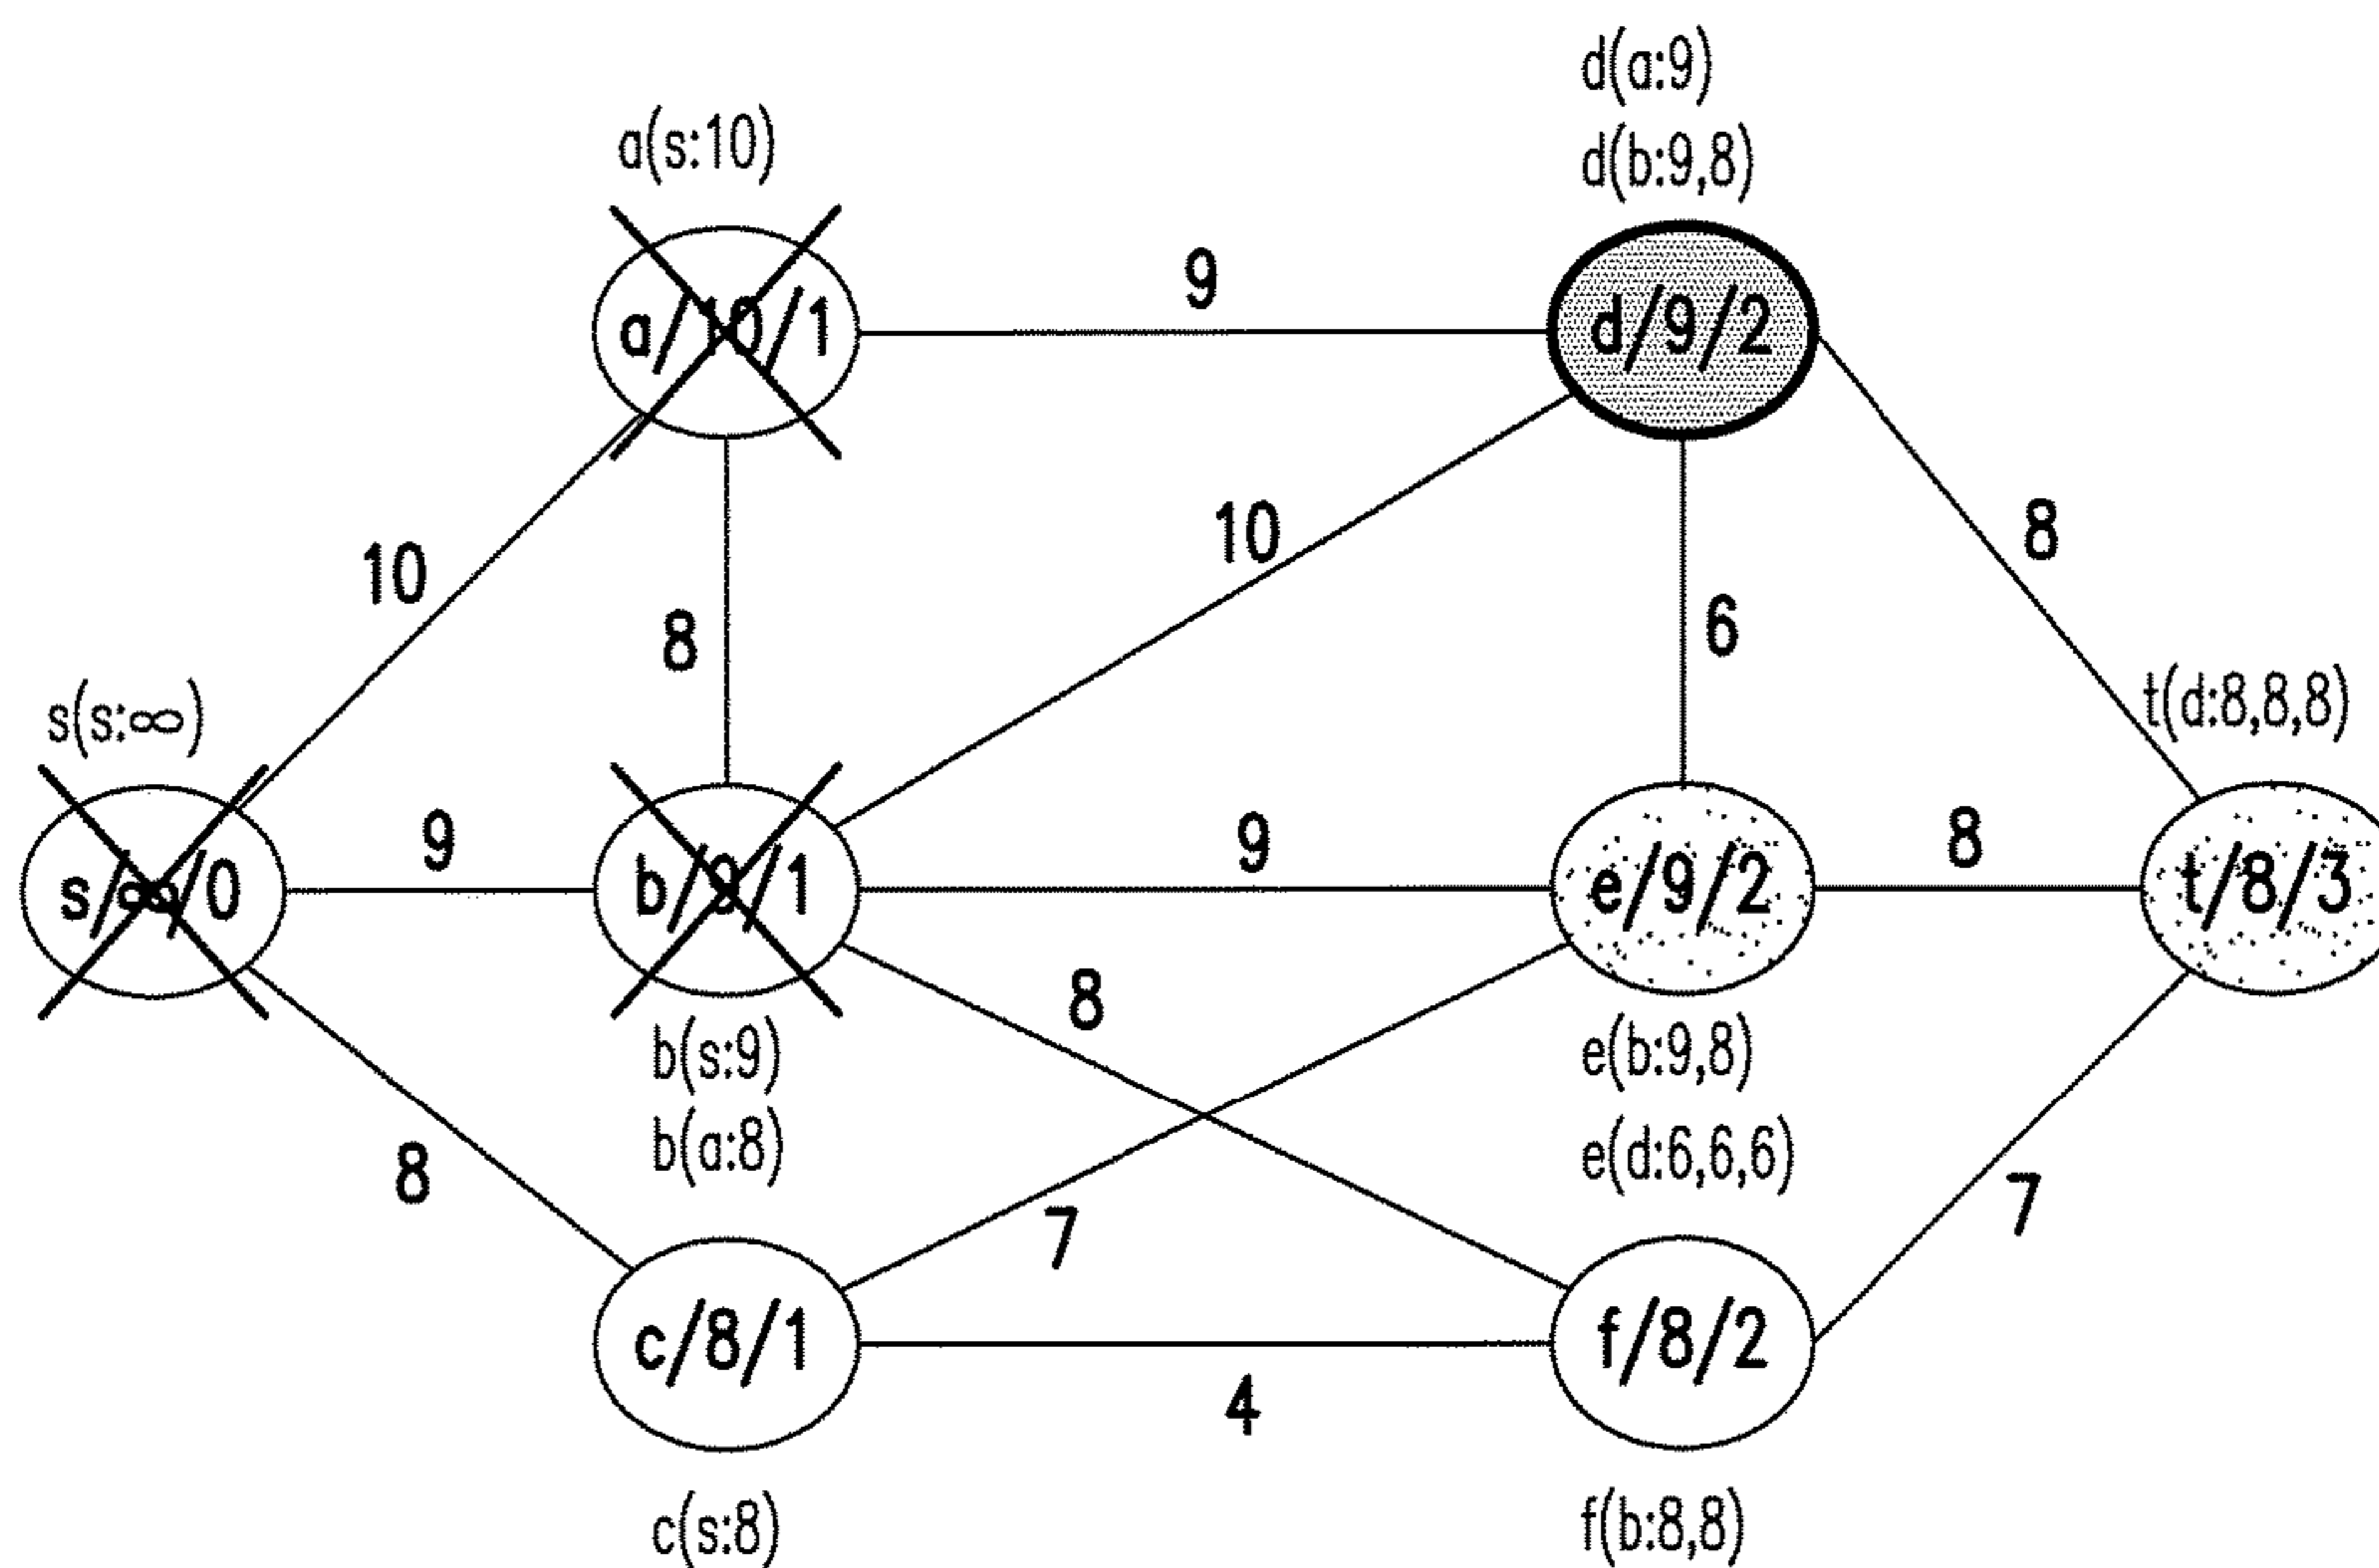 d(a:9)
d(b:9,8)
a(s:10)
a/10/1
9
d/9/2
10
8
10
6
8
s(s:∞)
t(d:8,8,8)
s/∞/0
9
b/9/1
9
e/9/2
8
t/8/3
b(s:9)
b(a:8)
8
e(b:9,8)
e(d:6,6,6)
8
7
7
c/8/1
4
f/8/2
c(s:8)
f(b:8,8)